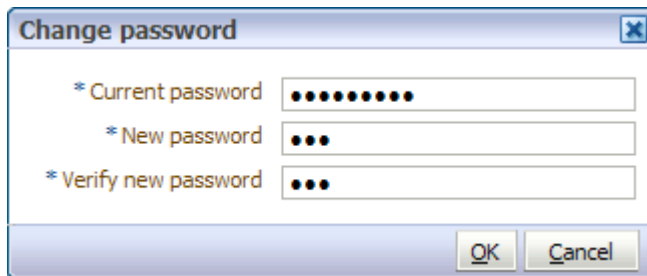 Change password
* Current password •••••••••
* New password •••
* Verify new password •••
OK Cancel